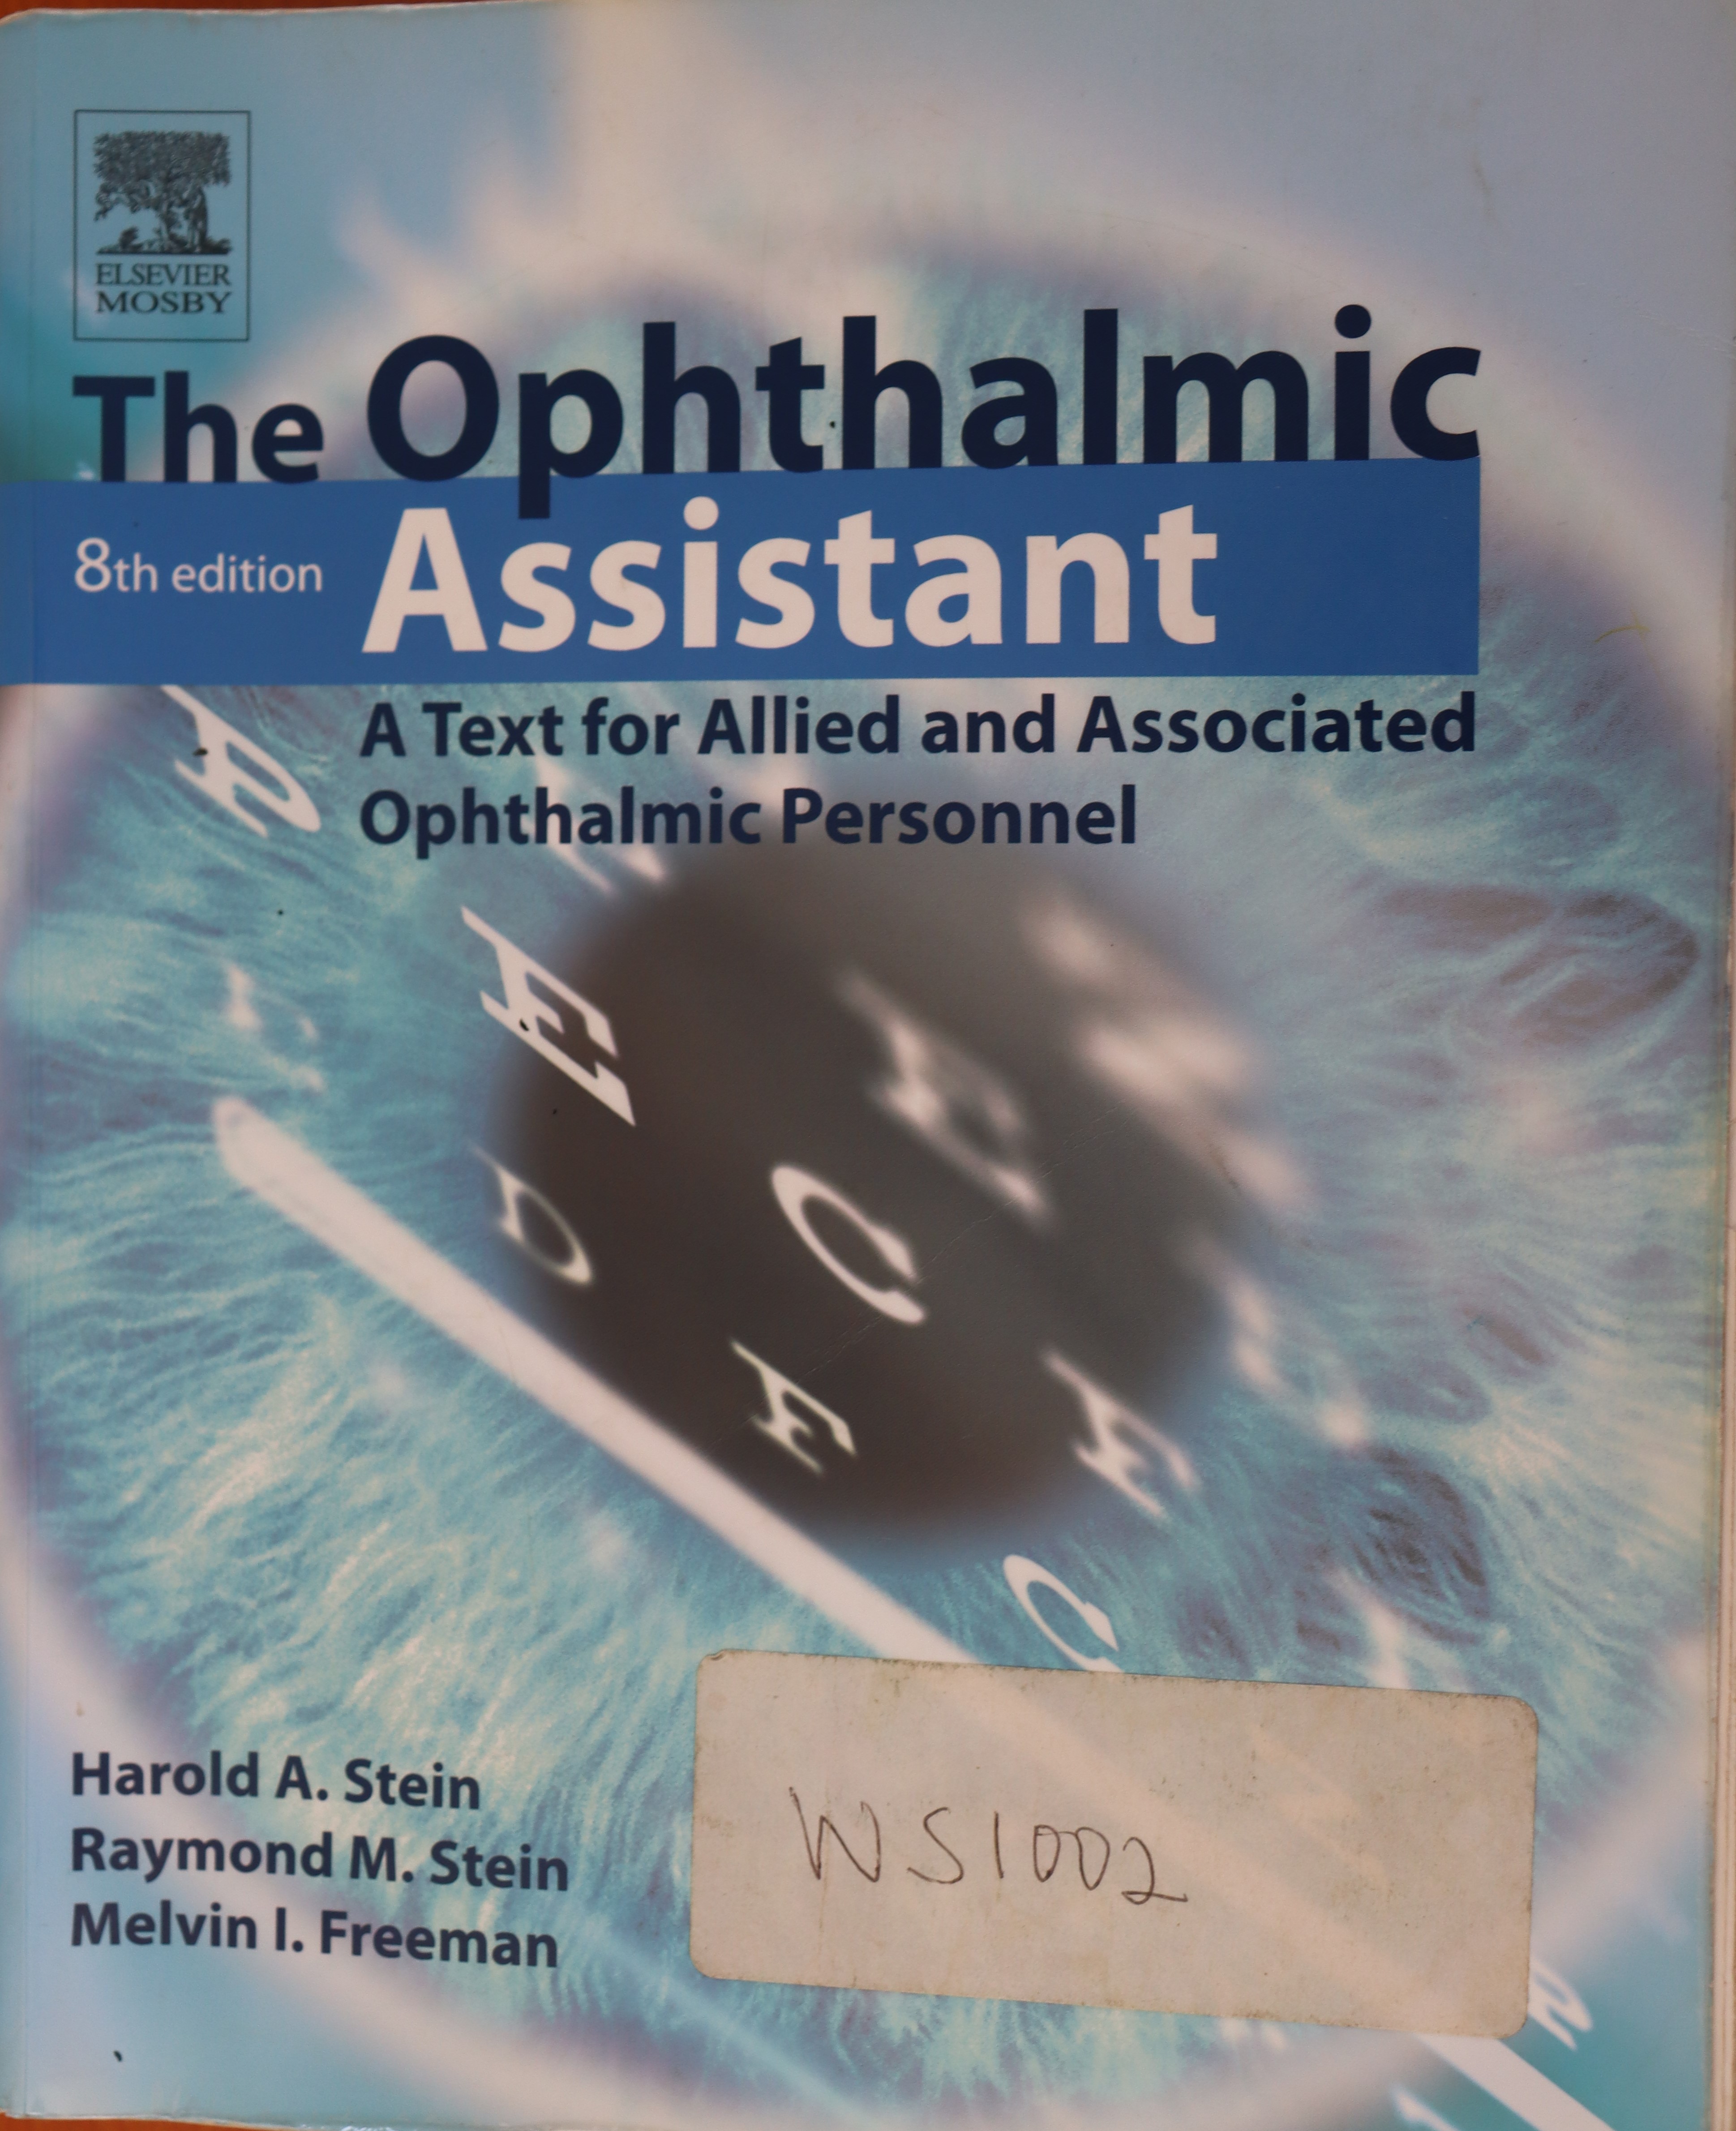 ELSEVIER
MOSBY
The Ophthalmic
8th edition Assistant
A Text for Allied and Associated
Ophthalmic Personnel
Harold A. Stein
Raymond M. Stein
Melvin I. Freeman
WS1002